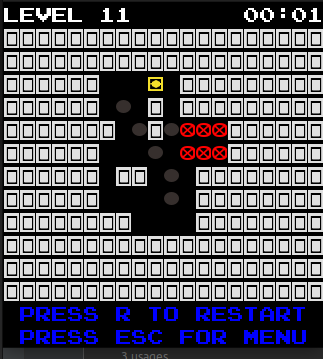 LEVEL 11 00:01
PRESS R TO RESTART
PRESS ESC FOR MENU
3 usages